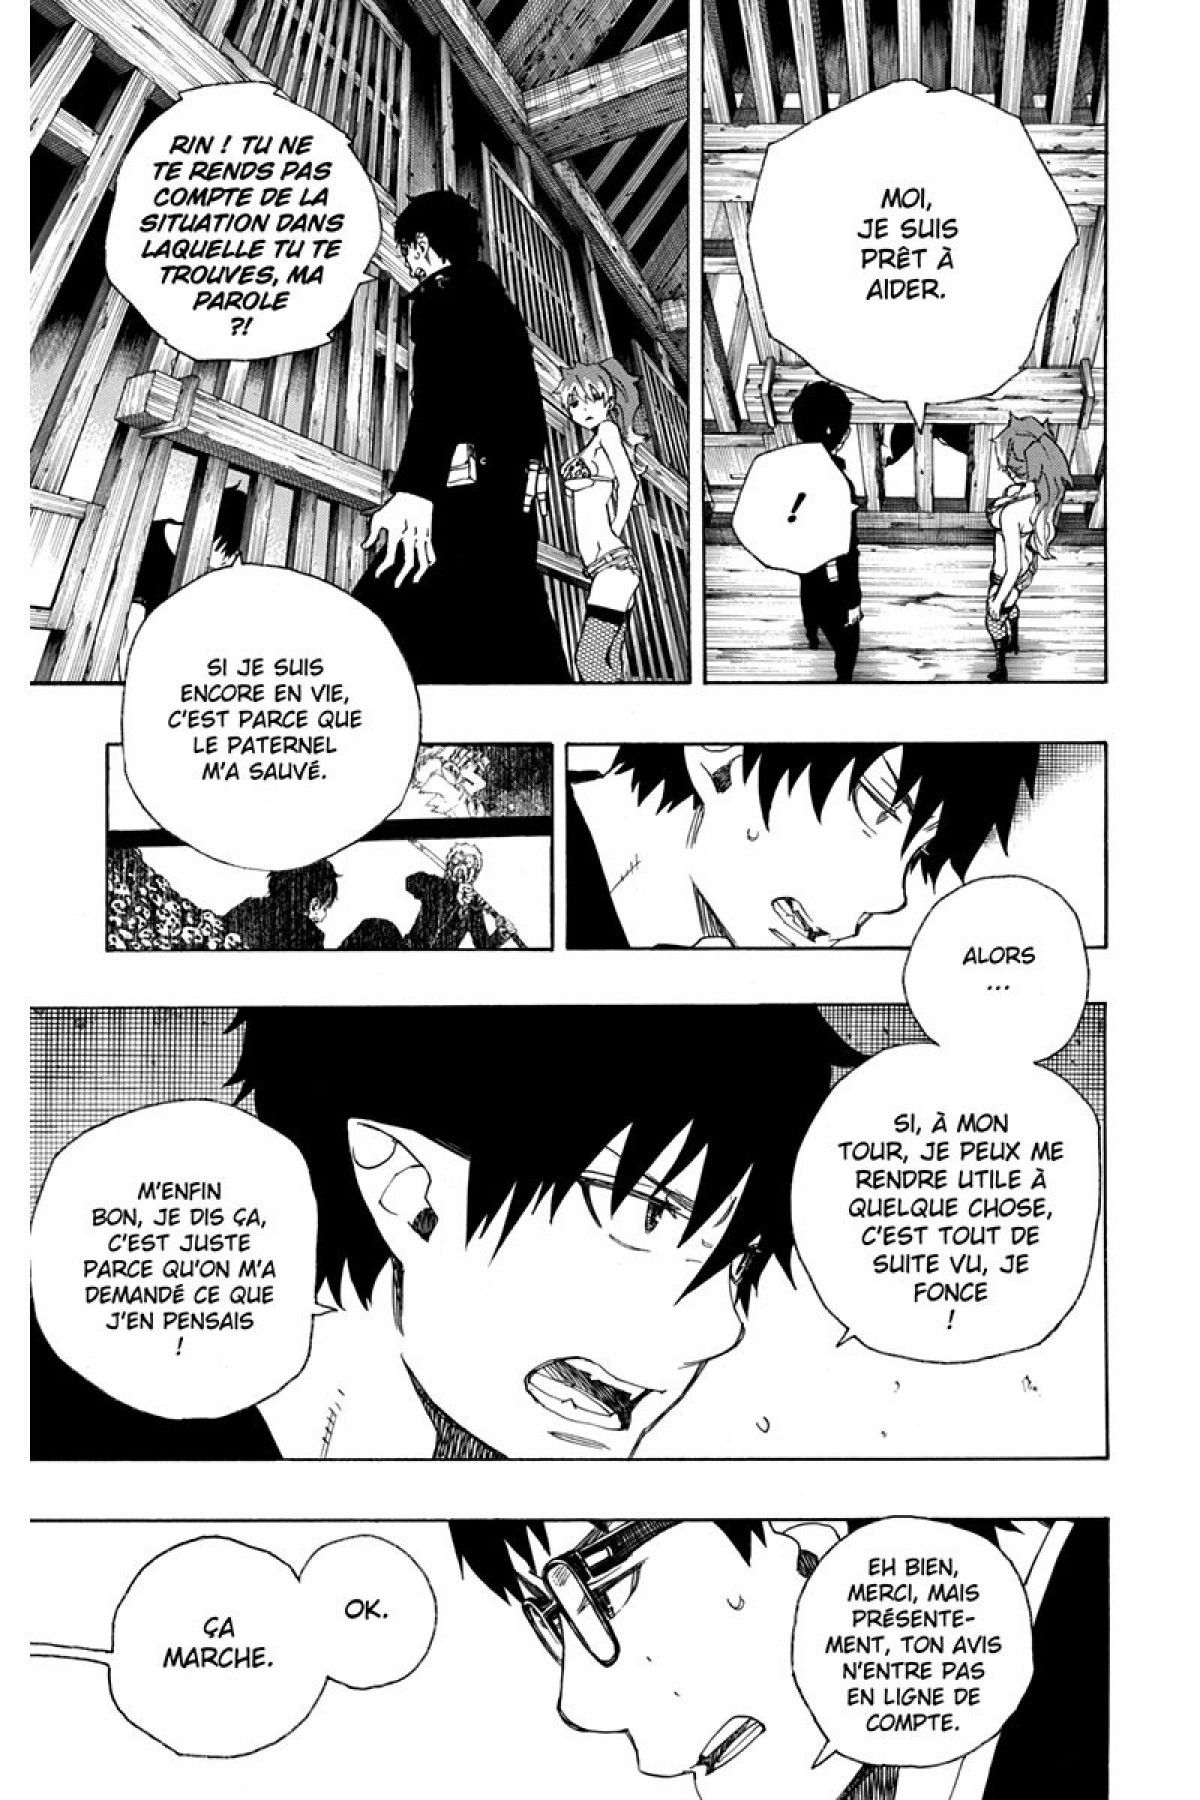 MOI,
JE SUIS
PRÊT À
AIDER.
!
RIN ! TU NE
TE RENDS PAS
COMPTE DE LA
SITUATION DANS
LAQUELLE TU TE
TROUVES, MA
PAROLE
?!
SI JE SUIS
ENCORE EN VIE,
C'EST PARCE QUE
LE PATERNEL
M'A SAUVÉ.
ALORS
...
SI, À MON
TOUR, JE PEUX ME
RENDRE UTILE À
QUELQUE CHOSE,
C'EST TOUT DE
SUITE VU, JE
FONCE
!
M'ENFIN
BON, JE DIS ÇA,
C'EST JUSTE
PARCE QU'ON M'A
DEMANDÉ CE QUE
J'EN PENSAIS
!
EH BIEN,
MERCI, MAIS
PRÉSENTE-
MENT, TON AVIS
N'ENTRE PAS
EN LIGNE DE
COMPTE.
OK.
ÇA
MARCHE.